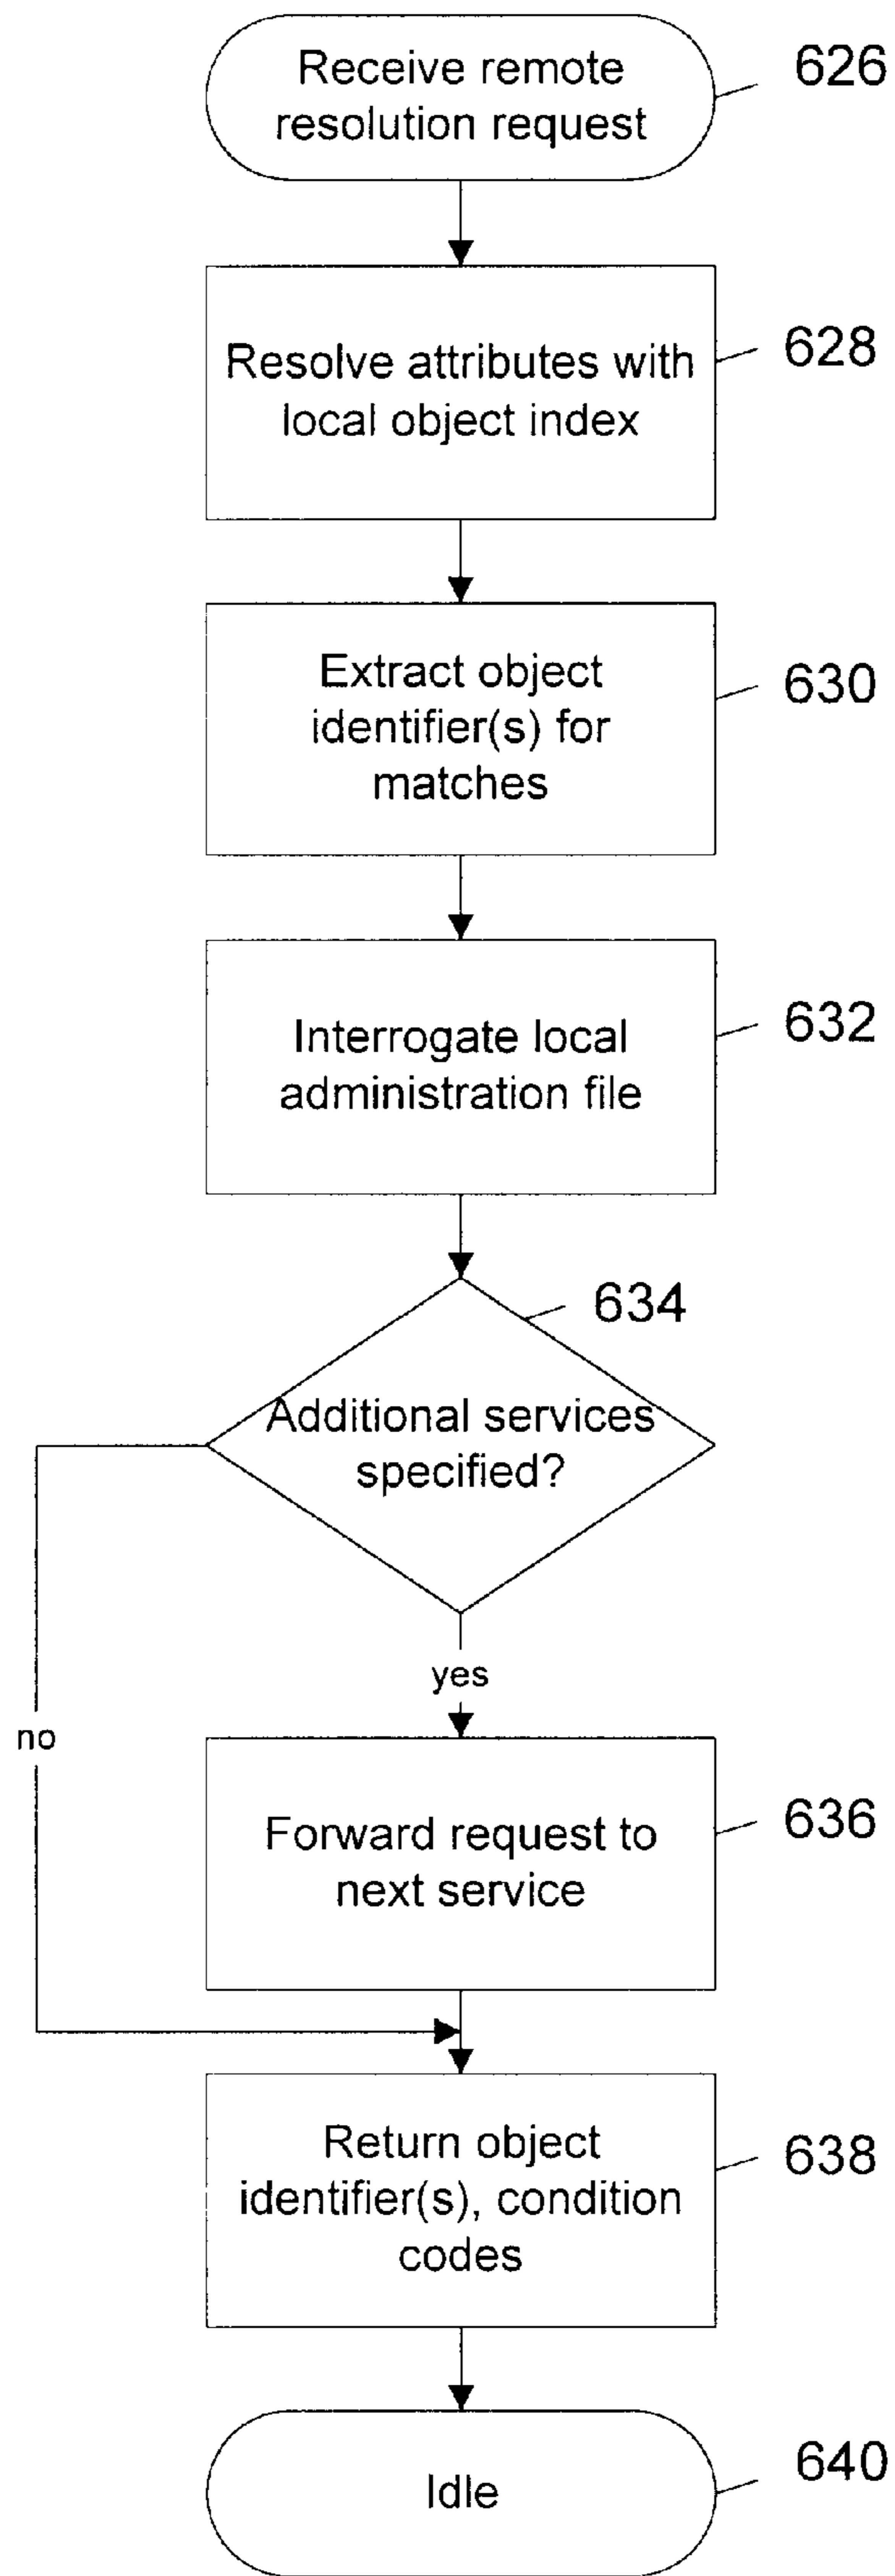 Receive remote
resolution request
626
Resolve attributes with
local object index
628
Extract object
identifier(s) for
matches
630
Interrogate local
administration file
632
634
Additional services
specified?
yes
no
Forward request to
next service
636
Return object
identifier(s), condition
codes
638
Idle
640